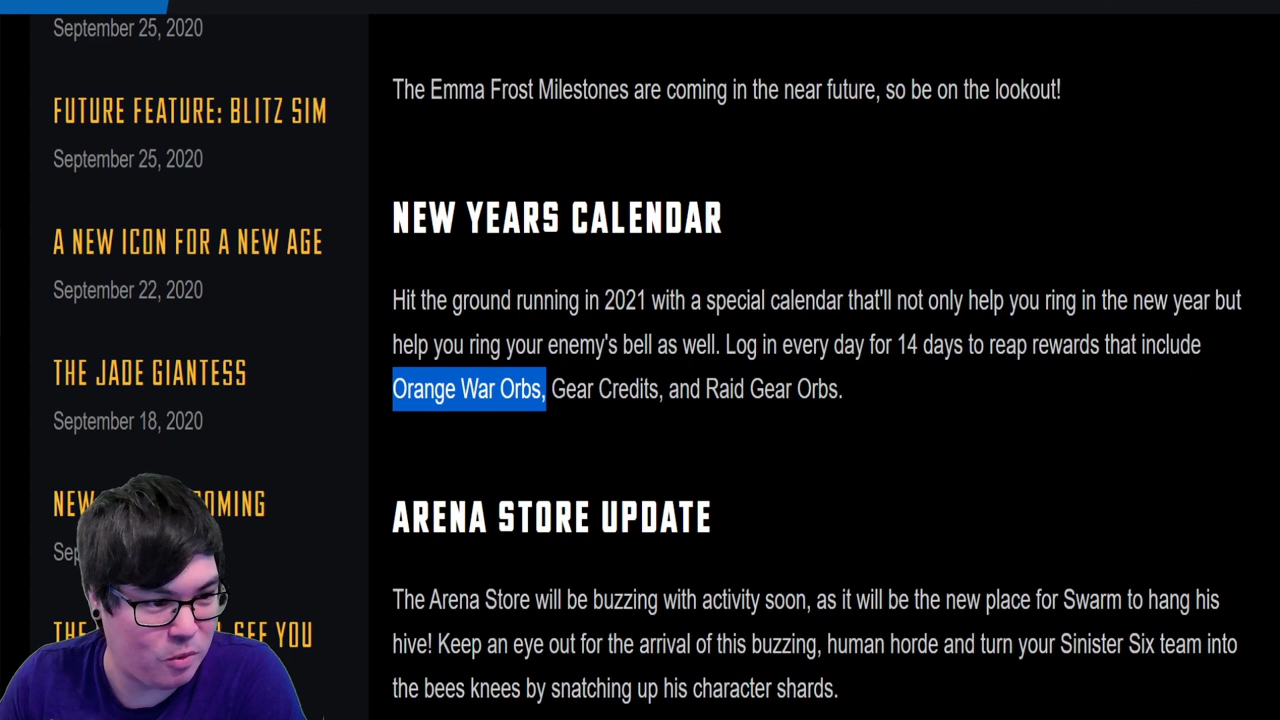 September 25, 2020
FUTURE FEATURE: BLITZ SIM
September 25, 2020
A NEW ICON FOR A NEW AGE
September 22, 2020
THE JADE GIANTESS
September 18, 2020
NEW
COMING
THE
SEE YOU
The Emma Frost Milestones are coming in the near future, so be on the lookout!
NEW YEARS CALENDAR
Hit the ground running in 2021 with a special calendar that'll not only help you ring in the new year but
help you ring your enemy's bell as well. Log in every day for 14 days to reap rewards that include
Orange War Orbs, Gear Credits, and Raid Gear Orbs.
ARENA STORE UPDATE
The Arena Store will be buzzing with activity soon, as it will be the new place for Swarm to hang his
hive! Keep an eye out for the arrival of this buzzing, human horde and turn your Sinister Six team into
the bees knees by snatching up his character shards.